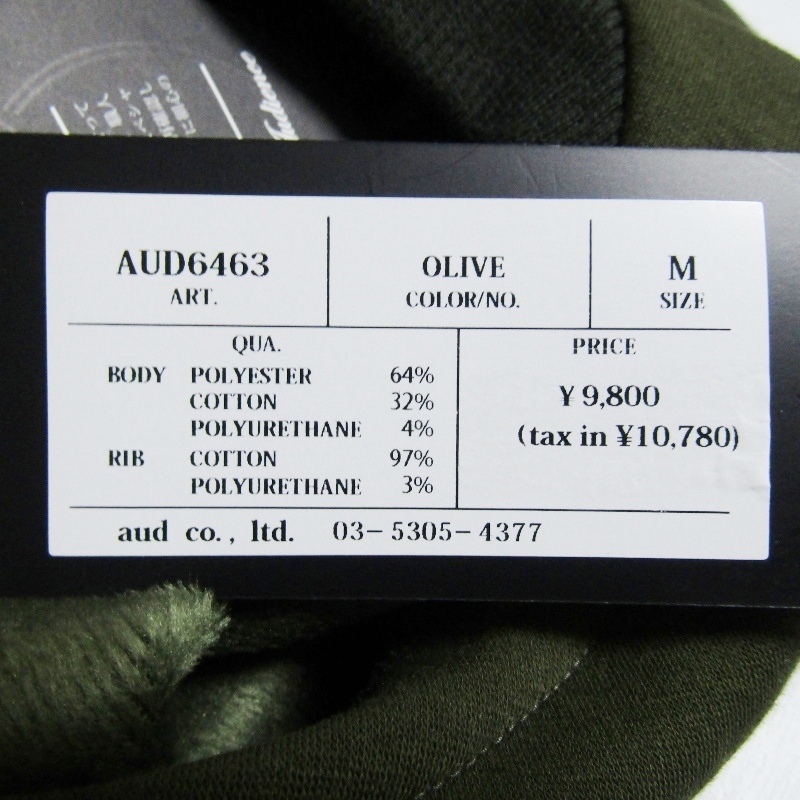 Audience
AUD6463
ART.
OLIVE
COLOR/NO.
M
SIZE
QUA.
BODY POLYESTER 64%
COTTON 32%
POLYURETHANE 4%
RIB COTTON 97%
POLYURETHANE 3%
PRICE
¥ 9,800
(tax in ¥10,780)
aud co., ltd. 03-5305-4377